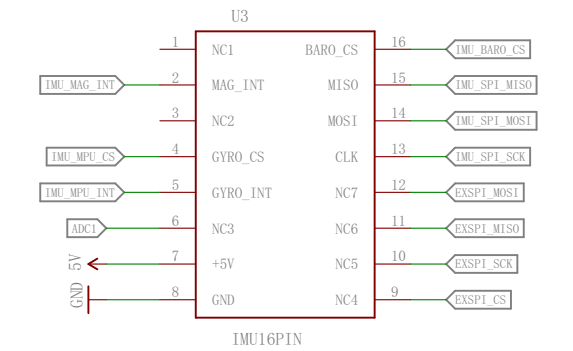 U3
1 NC1 BARO_CS 16 IMU_BARO_CS
IMU_MAG_INT 2 MAG_INT MISO 15 IMU_SPI_MISO
3 NC2 MOSI 14 IMU_SPI_MOSI
IMU_MPU_CS 4 GYRO_CS CLK 13 IMU_SPI_SCK
IMU_MPU_INT 5 GYRO_INT NC7 12 EXSPI_MOSI
ADC1 6 NC3 NC6 11 EXSPI_MISO
5V 7 +5V NC5 10 EXSPI_SCK
GND 8 GND NC4 9 EXSPI_CS
IMU16PIN